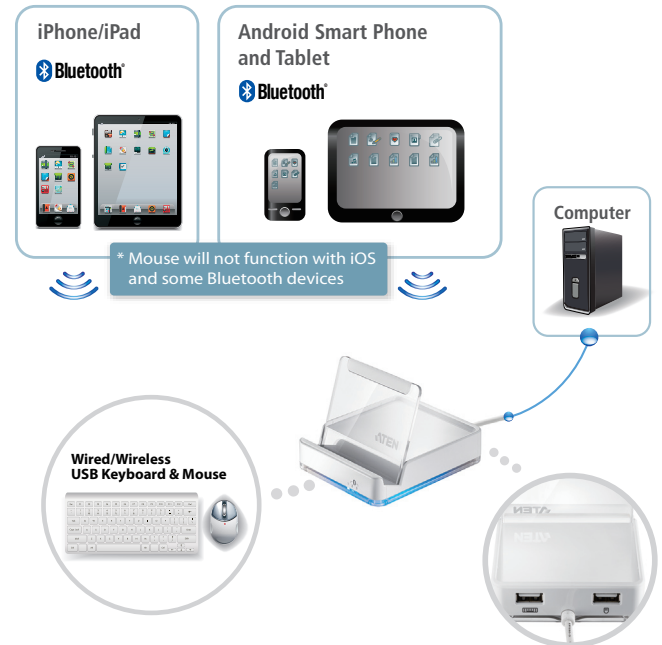 iPhone/iPad
Bluetooth®
Android Smart Phone
and Tablet
Bluetooth®
* Mouse will not function with iOS
and some Bluetooth devices
Computer
ATEN
Wired/Wireless
USB Keyboard & Mouse
ATEN
ATEN